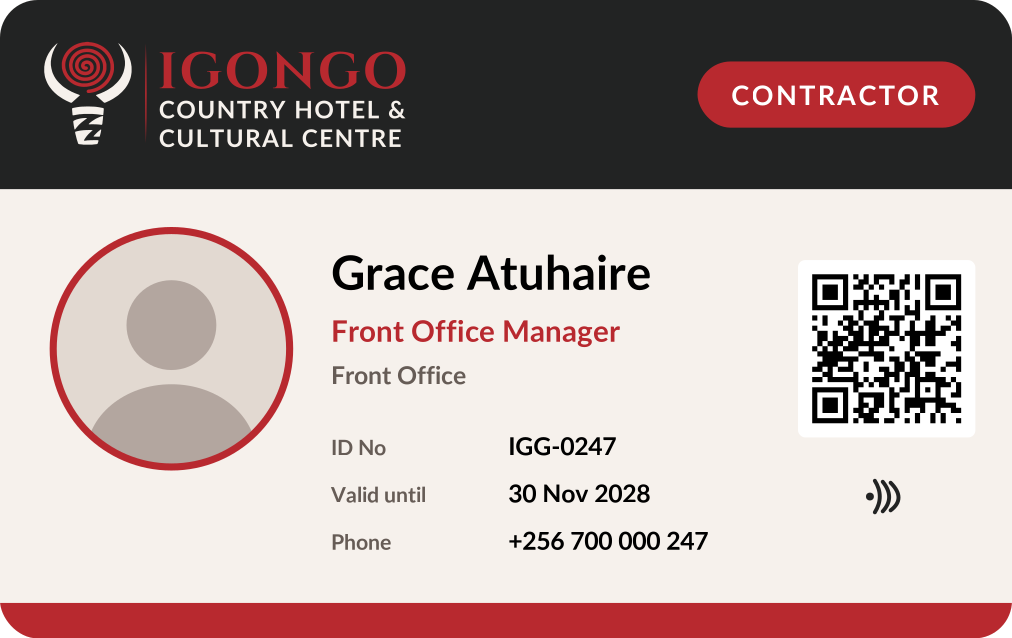 IGONGO
COUNTRY HOTEL &
CULTURAL CENTRE
CONTRACTOR
Grace Atuhaire
Front Office Manager
Front Office
ID No IGG-0247
Valid until 30 Nov 2028
Phone +256 700 000 247